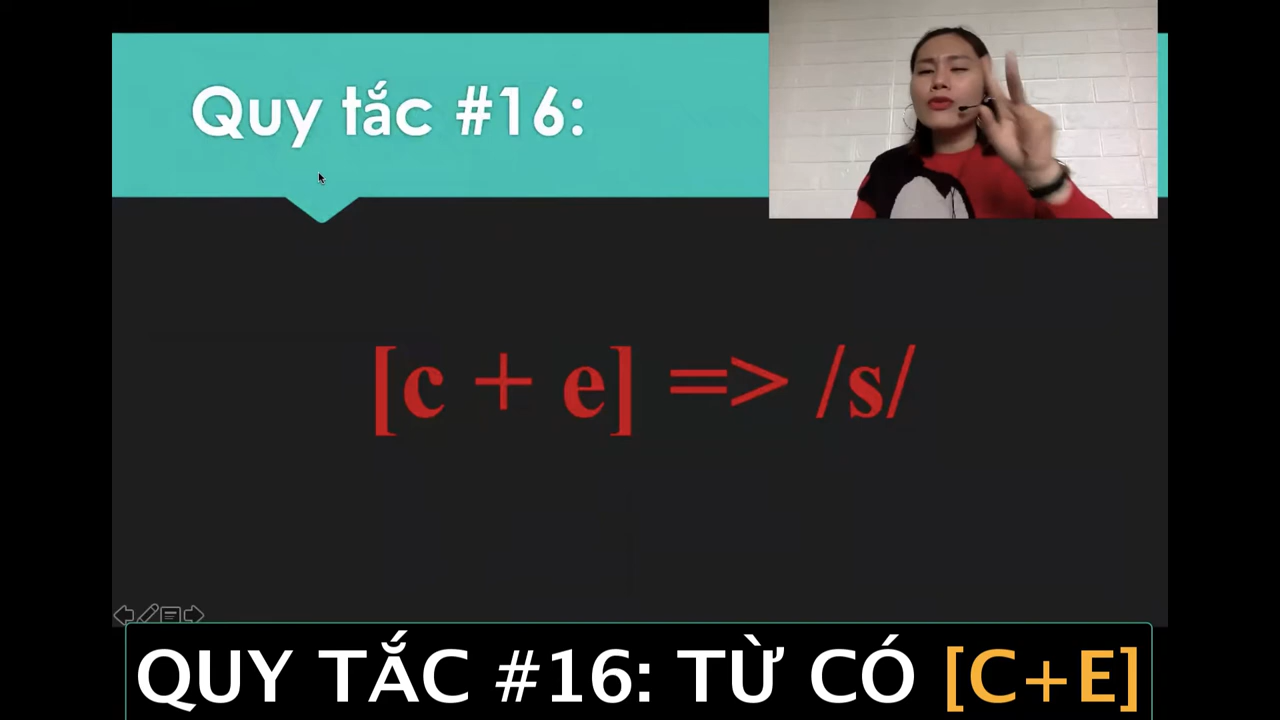 Quy tắc #16:
[c + e] => /s/
QUY TẮC #16: TỪ CÓ [C+E]